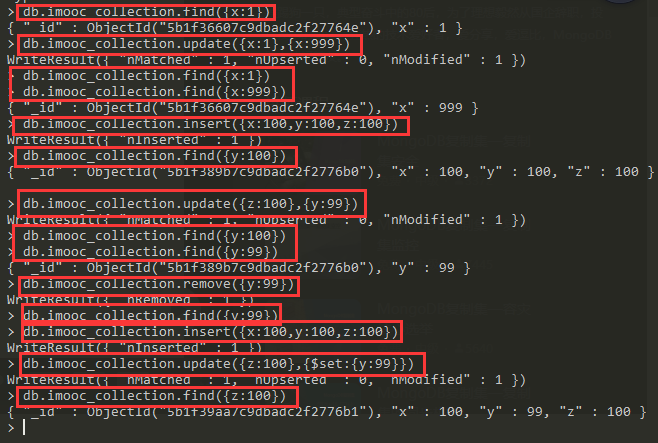 > db.imooc_collection.find({x:1})
{ "_id" : ObjectId("5b1f36607c9dbadc2f27764e"), "x" : 1 }
> db.imooc_collection.update({x:1},{x:999})
WriteResult({ "nMatched" : 1, "nUpserted" : 0, "nModified" : 1 })
> db.imooc_collection.find({x:1})
> db.imooc_collection.find({x:999})
{ "_id" : ObjectId("5b1f36607c9dbadc2f27764e"), "x" : 999 }
> db.imooc_collection.insert({x:100,y:100,z:100})
WriteResult({ "nInserted" : 1 })
> db.imooc_collection.find({y:100})
{ "_id" : ObjectId("5b1f389b7c9dbadc2f2776b0"), "x" : 100, "y" : 100, "z" : 100 }
> db.imooc_collection.update({z:100},{y:99})
WriteResult({ "nMatched" : 1, "nUpserted" : 0, "nModified" : 1 })
> db.imooc_collection.find({y:100})
> db.imooc_collection.find({y:99})
{ "_id" : ObjectId("5b1f389b7c9dbadc2f2776b0"), "y" : 99 }
> db.imooc_collection.remove({y:99})
WriteResult({ "nRemoved" : 1 })
> db.imooc_collection.find({y:99})
> db.imooc_collection.insert({x:100,y:100,z:100})
WriteResult({ "nInserted" : 1 })
> db.imooc_collection.update({z:100},{$set:{y:99}})
WriteResult({ "nMatched" : 1, "nUpserted" : 0, "nModified" : 1 })
> db.imooc_collection.find({z:100})
{ "_id" : ObjectId("5b1f39aa7c9dbadc2f2776b1"), "x" : 100, "y" : 99, "z" : 100 }
>